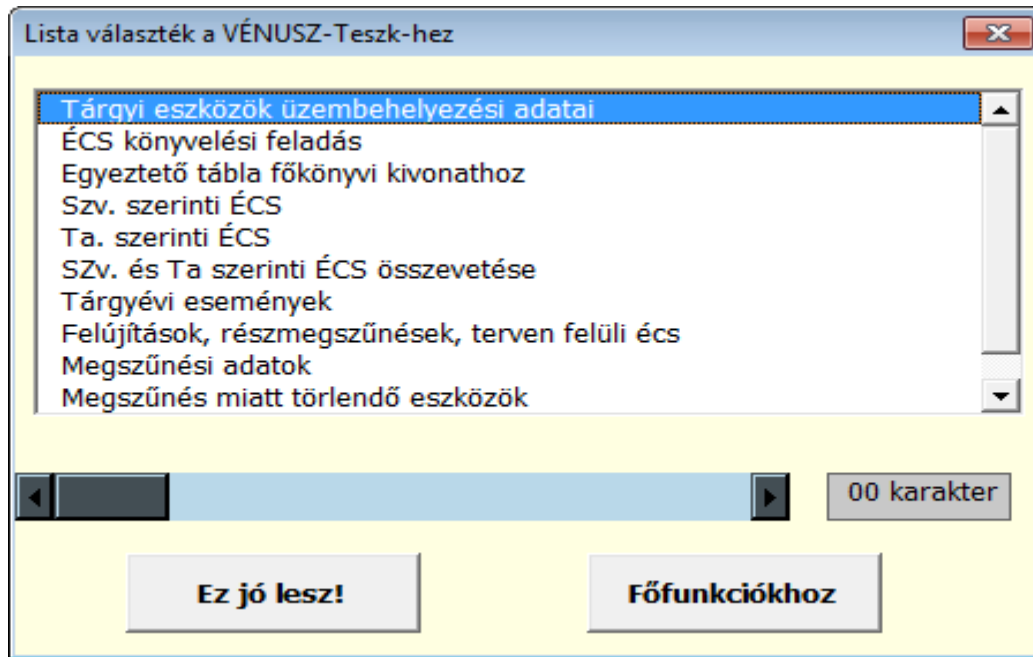 Lista választék a VÉNUSZ-Teszk-hez
Tárgyi eszközök üzembehelyezési adatai
ÉCS könyvelési feladás
Egyeztető tábla főkönyvi kivonathoz
Szv. szerinti ÉCS
Ta. szerinti ÉCS
SZv. és Ta szerinti ÉCS összevetése
Tárgyévi események
Felújítások, részmegszűnések, terven felüli écs
Megszűnési adatok
Megszűnés miatt törlendő eszközök
00 karakter
Ez jó lesz!
Főfunkciókhoz